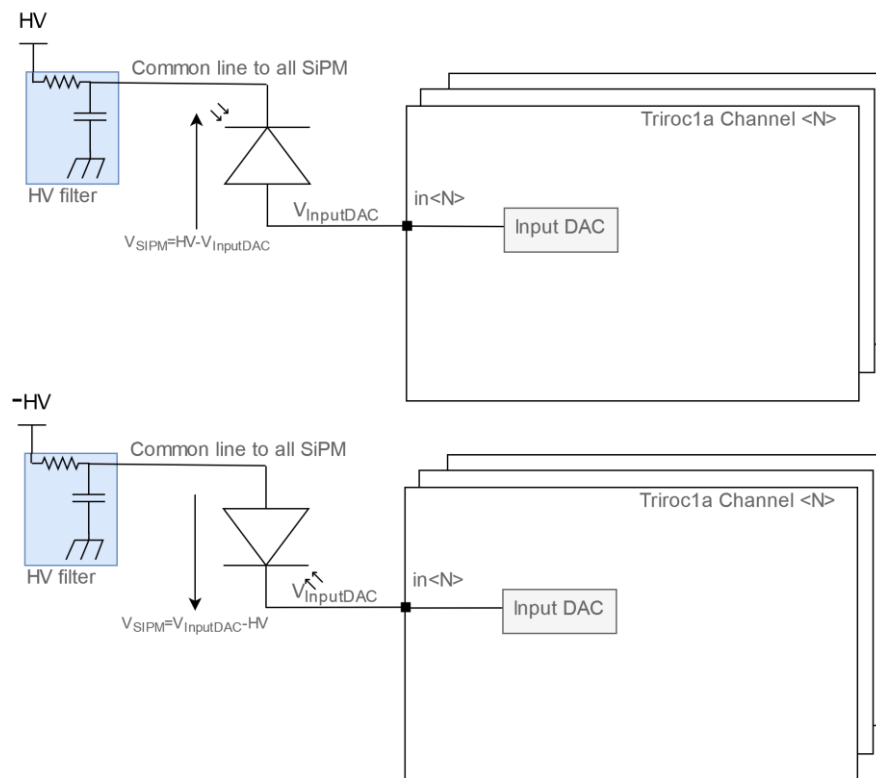 HV
Common line to all SiPM
Triroc1a Channel <N>
HV filter
in<N>
V_InputDAC
Input DAC
V_SIPM=HV-V_InputDAC
-HV
Common line to all SiPM
Triroc1a Channel <N>
HV filter
in<N>
V_InputDAC
Input DAC
V_SIPM=V_InputDAC-HV